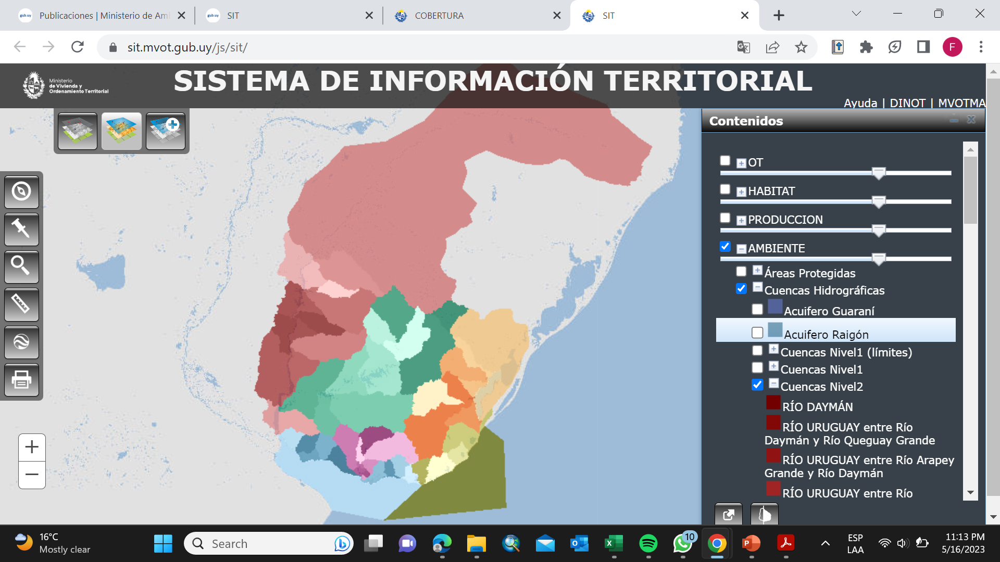 Publicaciones | Ministerio de Am
SIT
COBERTURA
SIT
sit.mvot.gub.uy/js/sit/
F
Ministerio
de Vivienda y
Ordenamiento Territorial
SISTEMA DE INFORMACIÓN TERRITORIAL
Ayuda | DINOT | MVOTMA
Contenidos
OT
HABITAT
PRODUCCION
AMBIENTE
Áreas Protegidas
Cuencas Hidrográficas
Acuifero Guaraní
Acuifero Raigón
Cuencas Nivel1 (límites)
Cuencas Nivel1
Cuencas Nivel2
RÍO DAYMÁN
RÍO URUGUAY entre Río
Daymán y Río Queguay Grande
RÍO URUGUAY entre Río Arapey
Grande y Río Daymán
RÍO URUGUAY entre Río
16°C
Mostly clear
Search
10
ESP
LAA
11:13 PM
5/16/2023